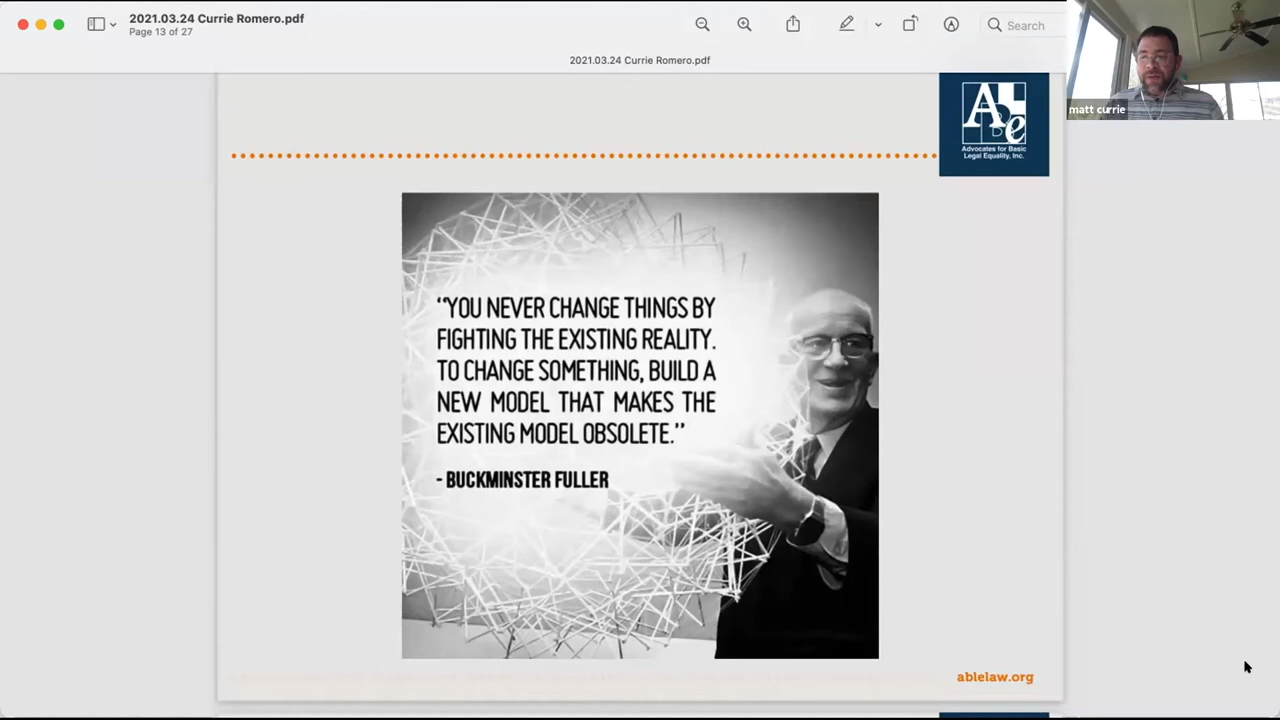 2021.03.24 Currie Romero.pdf
Page 13 of 27
Search
2021.03.24 Currie Romero.pdf
matt currie
Advocates for Basic
Legal Equality, Inc.
“YOU NEVER CHANGE THINGS BY
FIGHTING THE EXISTING REALITY.
TO CHANGE SOMETHING, BUILD A
NEW MODEL THAT MAKES THE
EXISTING MODEL OBSOLETE.”
- BUCKMINSTER FULLER
ablelaw.org